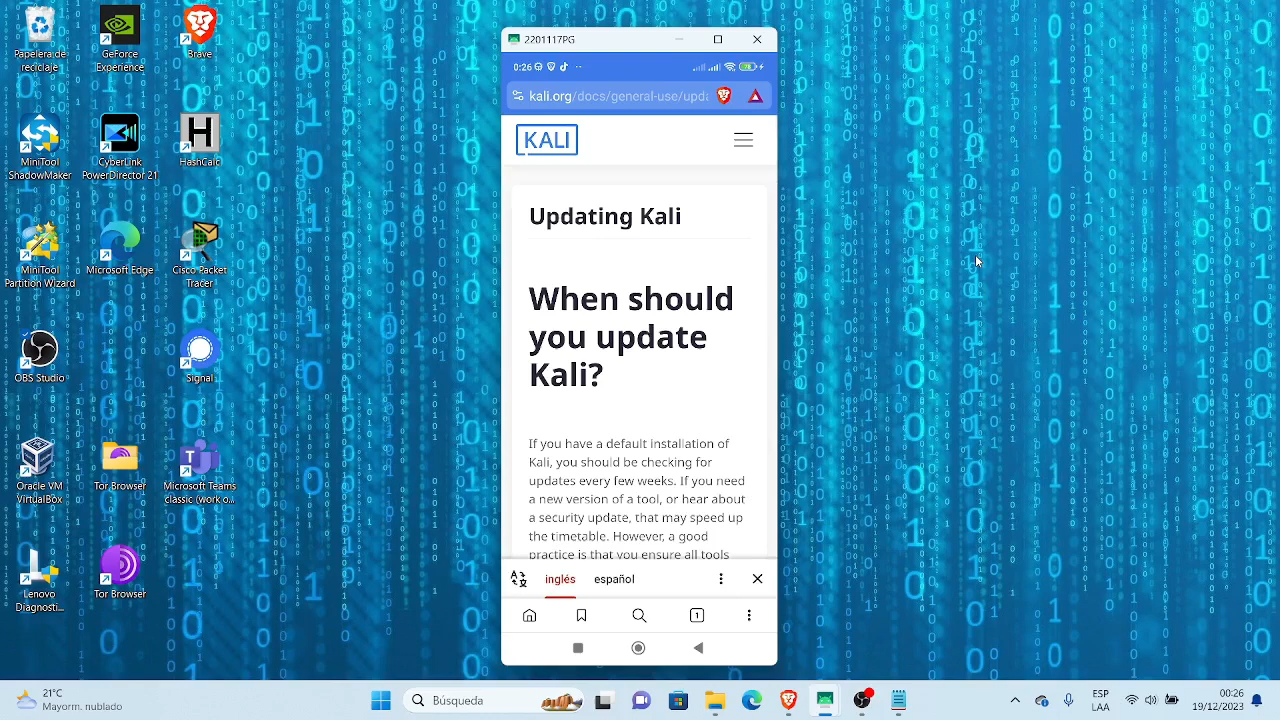 Papelera de
reciclaje
GeForce
Experience
Brave
MiniTool
ShadowMaker
CyberLink
PowerDirector 21
HashCalc
MiniTool
Partition Wizard
Microsoft Edge
Cisco Packet
Tracer
OBS Studio
Signal
Oracle VM
VirtualBox
Tor Browser
Microsoft Teams
classic (work o...
Lenovo
Diagnosti...
Tor Browser
2201117PG
0:26
78
kali.org/docs/general-use/upda
KALI
Updating Kali
When should
you update
Kali?
If you have a default installation of
Kali, you should be checking for
updates every few weeks. If you need
a new version of a tool, or hear about
a security update, that may speed up
the timetable. However, a good
practice is that you ensure all tools
inglés español
1
21°C
Mayorm. nublado
Búsqueda
ESP
LAA
00:26
19/12/2023